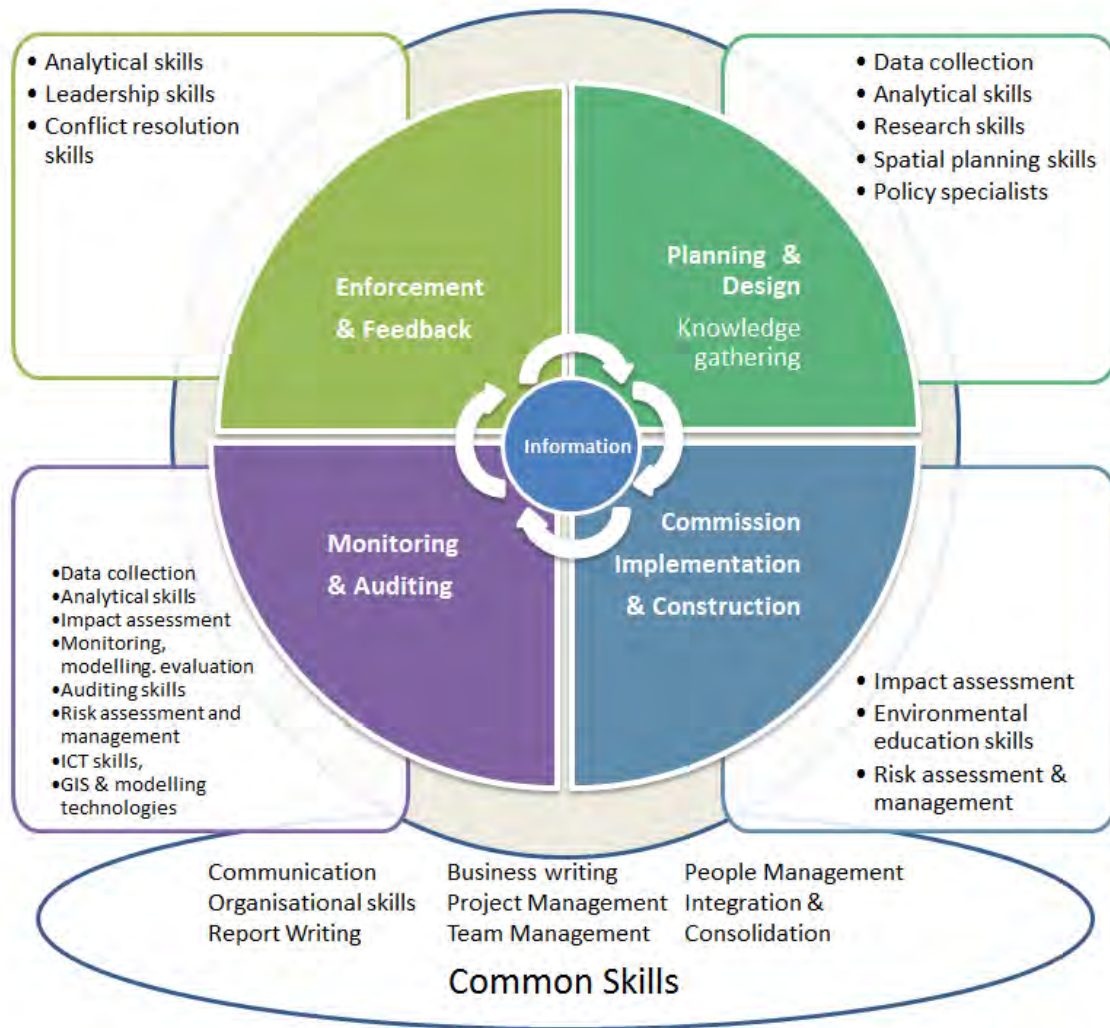 • Analytical skills
• Leadership skills
• Conflict resolution
skills
• Data collection
• Analytical skills
• Research skills
• Spatial planning skills
• Policy specialists
Enforcement
& Feedback
Planning &
Design
Knowledge
gathering
Information
Monitoring
& Auditing
Commission
Implementation
& Construction
•Data collection
•Analytical skills
•Impact assessment
•Monitoring,
modelling. evaluation
•Auditing skills
•Risk assessment and
management
•ICT skills,
•GIS & modelling
technologies
• Impact assessment
• Environmental
education skills
• Risk assessment &
management
Communication
Organisational skills
Report Writing
Business writing
Project Management
Team Management
People Management
Integration &
Consolidation
Common Skills